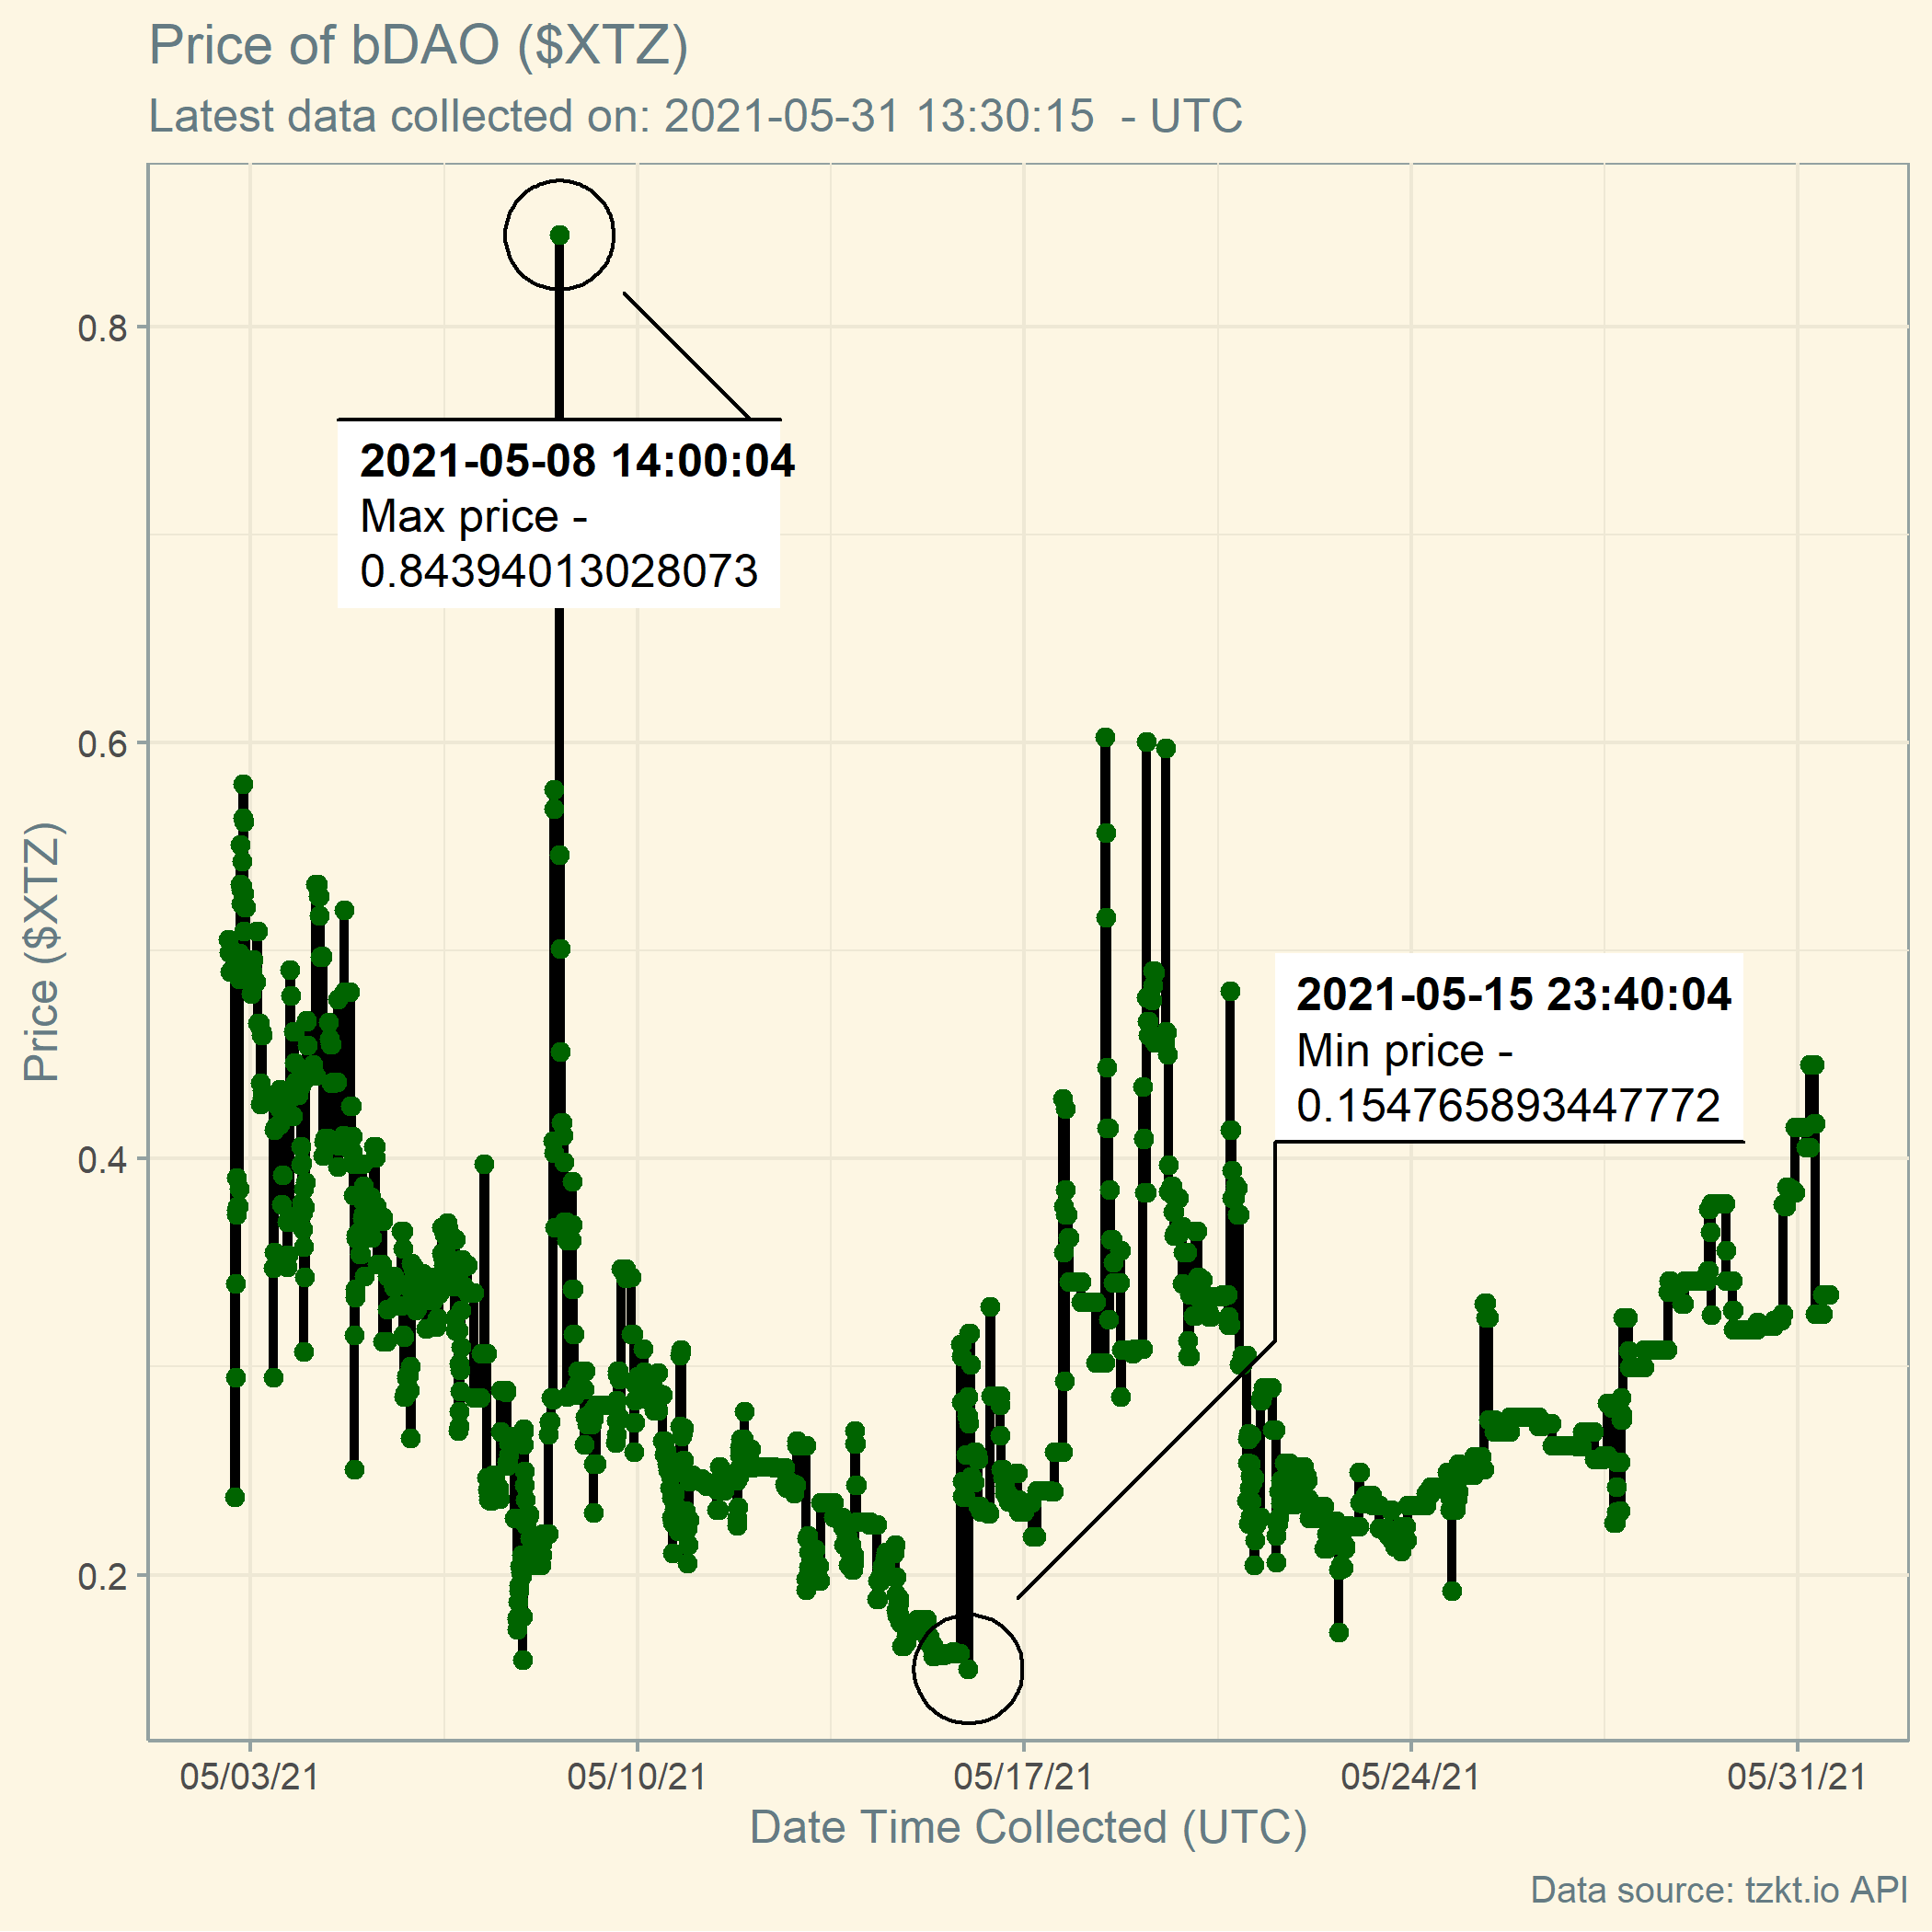 Price of bDAO ($XTZ)
Latest data collected on: 2021-05-31 13:30:15  - UTC
2021-05-08 14:00:04
Max price -
0.84394013028073
2021-05-15 23:40:04
Min price -
0.154765893447772
Price ($XTZ)
0.8
0.6
0.4
0.2
05/03/21
05/10/21
05/17/21
05/24/21
05/31/21
Date Time Collected (UTC)
Data source: tzkt.io API